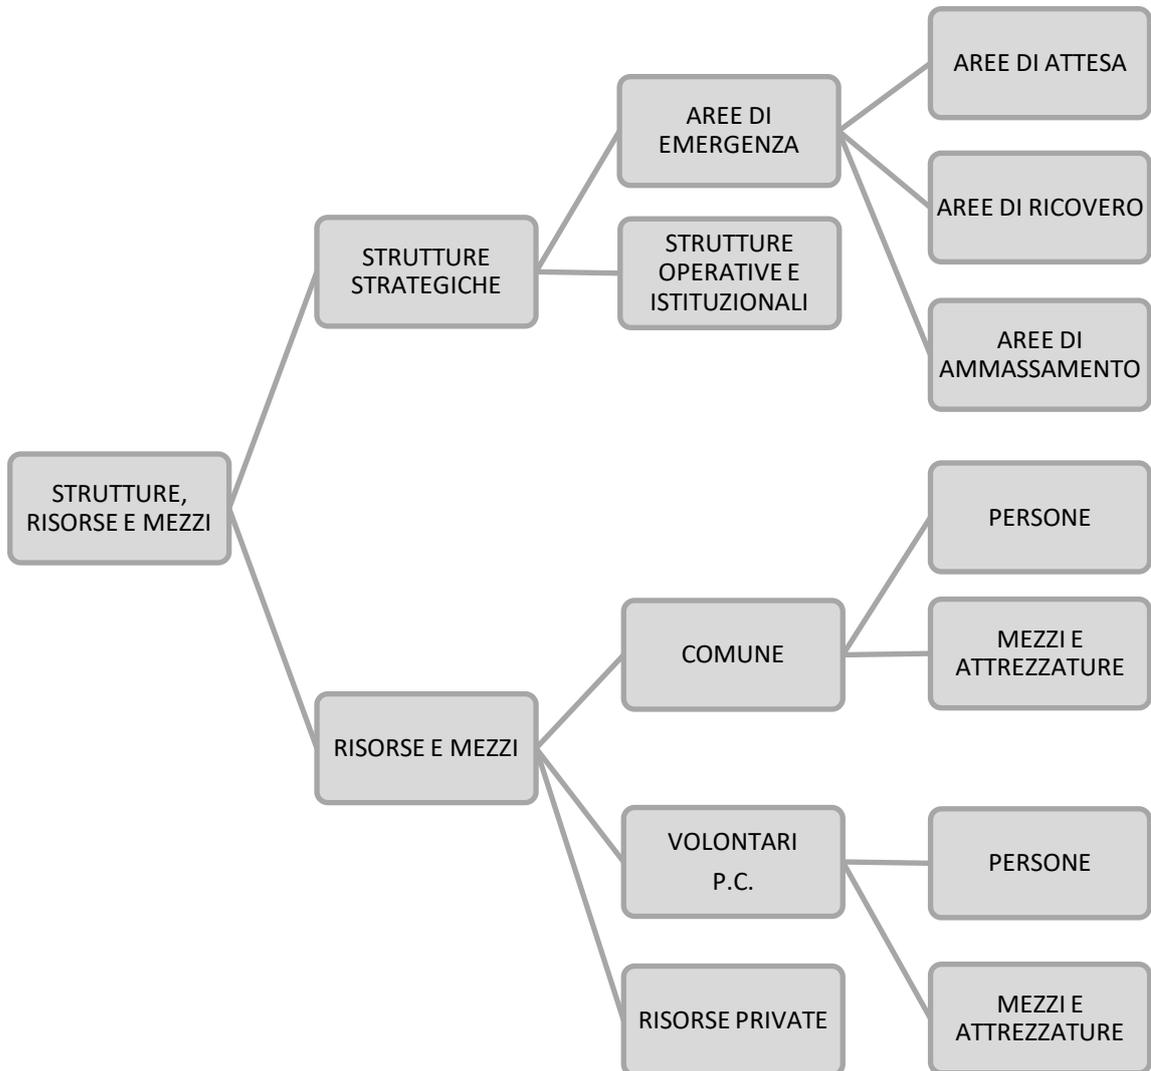 STRUTTURE,
RISORSE E MEZZI
STRUTTURE
STRATEGICHE
AREE DI
EMERGENZA
AREE DI ATTESA
AREE DI RICOVERO
AREE DI
AMMASSAMENTO
STRUTTURE
OPERATIVE E
ISTITUZIONALI
RISORSE E MEZZI
COMUNE
PERSONE
MEZZI E
ATTREZZATURE
VOLONTARI
P.C.
PERSONE
MEZZI E
ATTREZZATURE
RISORSE PRIVATE